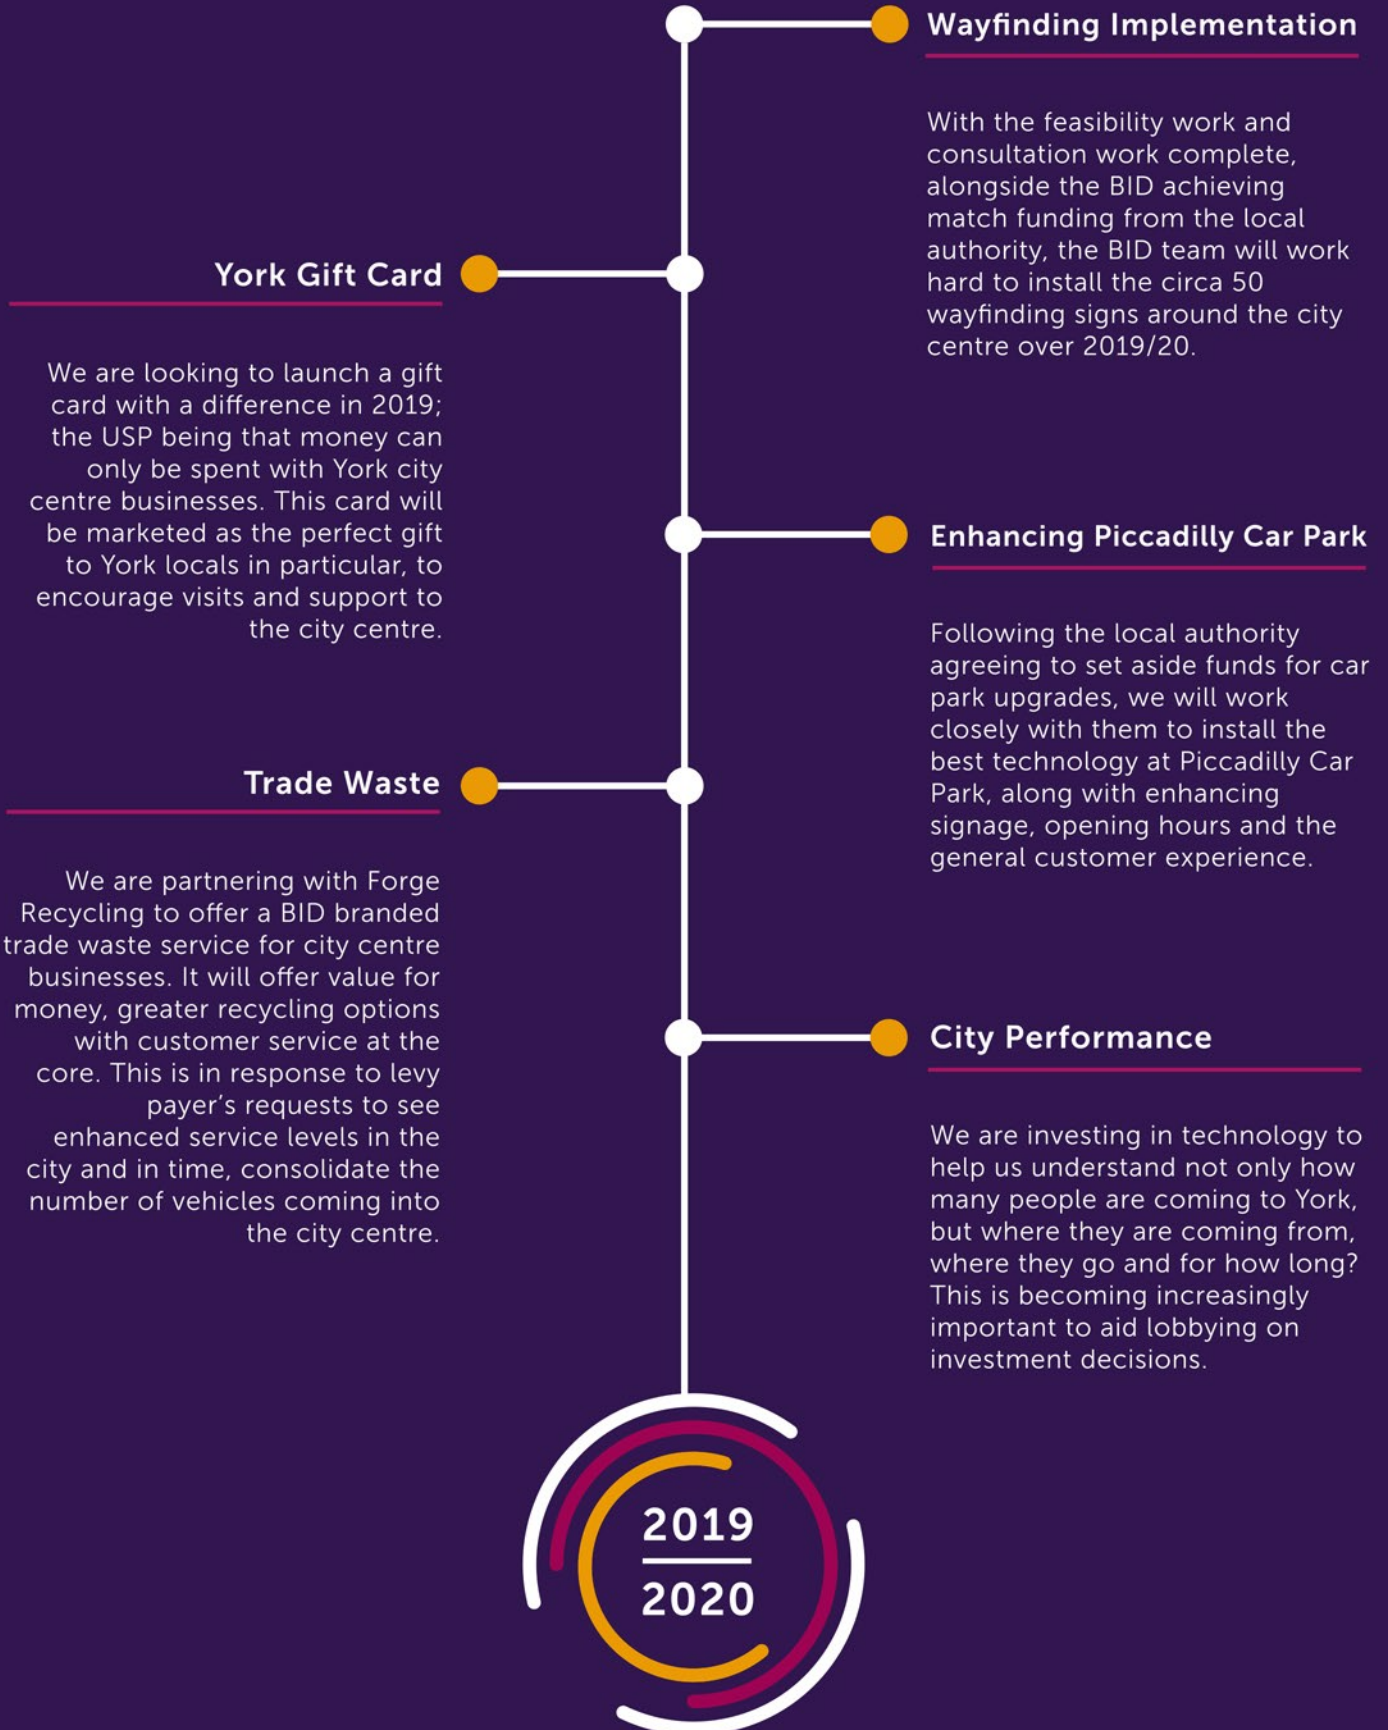 Wayfinding Implementation
With the feasibility work and
consultation work complete,
alongside the BID achieving
match funding from the local
authority, the BID team will work
hard to install the circa 50
wayfinding signs around the city
centre over 2019/20.
York Gift Card
We are looking to launch a gift
card with a difference in 2019;
the USP being that money can
only be spent with York city
centre businesses. This card will
be marketed as the perfect gift
to York locals in particular, to
encourage visits and support to
the city centre.
Enhancing Piccadilly Car Park
Following the local authority
agreeing to set aside funds for car
park upgrades, we will work
closely with them to install the
best technology at Piccadilly Car
Park, along with enhancing
signage, opening hours and the
general customer experience.
Trade Waste
We are partnering with Forge
Recycling to offer a BID branded
trade waste service for city centre
businesses. It will offer value for
money, greater recycling options
with customer service at the
core. This is in response to levy
payer's requests to see
enhanced service levels in the
city and in time, consolidate the
number of vehicles coming into
the city centre.
City Performance
We are investing in technology to
help us understand not only how
many people are coming to York,
but where they are coming from,
where they go and for how long?
This is becoming increasingly
important to aid lobbying on
investment decisions.
2019
2020